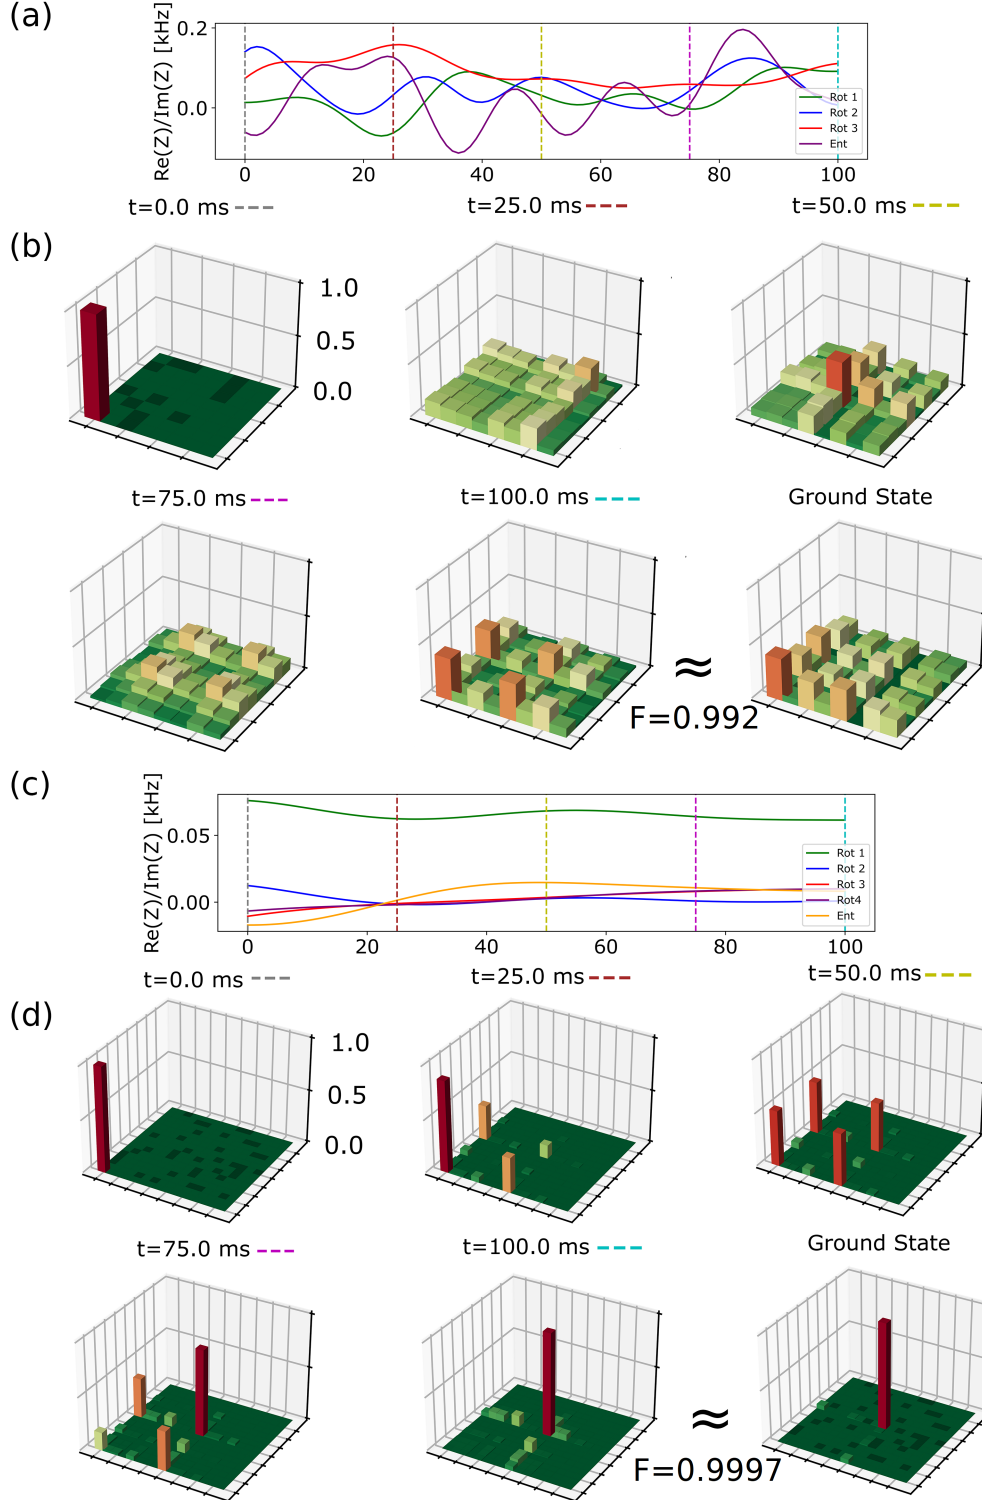 (a)
Re(Z)/Im(Z) [kHz]
0.2
0.0
Rot 1
Rot 2
Rot 3
Ent
0 20 40 60 80 100
t=0.0 ms t=25.0 ms t=50.0 ms
(b)
1.0
0.5
0.0
t=75.0 ms t=100.0 ms Ground State
≈
F=0.992
(c)
Re(Z)/Im(Z) [kHz]
0.05
0.00
Rot 1
Rot 2
Rot 3
Rot4
Ent
0 20 40 60 80 100
t=0.0 ms t=25.0 ms t=50.0 ms
(d)
1.0
0.5
0.0
t=75.0 ms t=100.0 ms Ground State
≈
F=0.9997